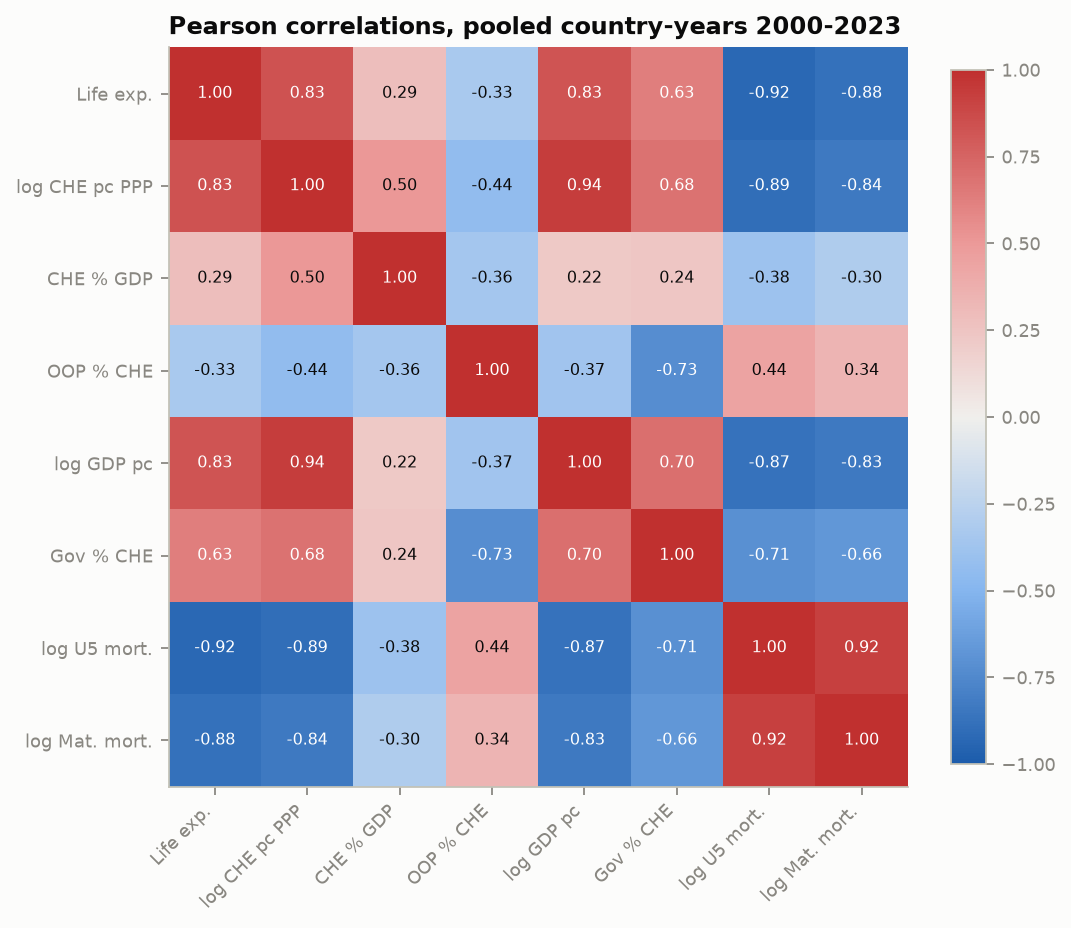 Pearson correlations, pooled country-years 2000-2023
Life exp. 1.00 0.83 0.29 -0.33 0.83 0.63 -0.92 -0.88
log CHE pc PPP 0.83 1.00 0.50 -0.44 0.94 0.68 -0.89 -0.84
CHE % GDP 0.29 0.50 1.00 -0.36 0.22 0.24 -0.38 -0.30
OOP % CHE -0.33 -0.44 -0.36 1.00 -0.37 -0.73 0.44 0.34
log GDP pc 0.83 0.94 0.22 -0.37 1.00 0.70 -0.87 -0.83
Gov % CHE 0.63 0.68 0.24 -0.73 0.70 1.00 -0.71 -0.66
log U5 mort. -0.92 -0.89 -0.38 0.44 -0.87 -0.71 1.00 0.92
log Mat. mort. -0.88 -0.84 -0.30 0.34 -0.83 -0.66 0.92 1.00
Life exp.
log CHE pc PPP
CHE % GDP
OOP % CHE
log GDP pc
Gov % CHE
log U5 mort.
log Mat. mort.
1.00
0.75
0.50
0.25
0.00
−0.25
−0.50
−0.75
−1.00